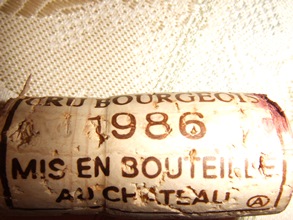 CRU BOURGEOIS
1986
MIS EN BOUTEILLE
AU CHATEAU A